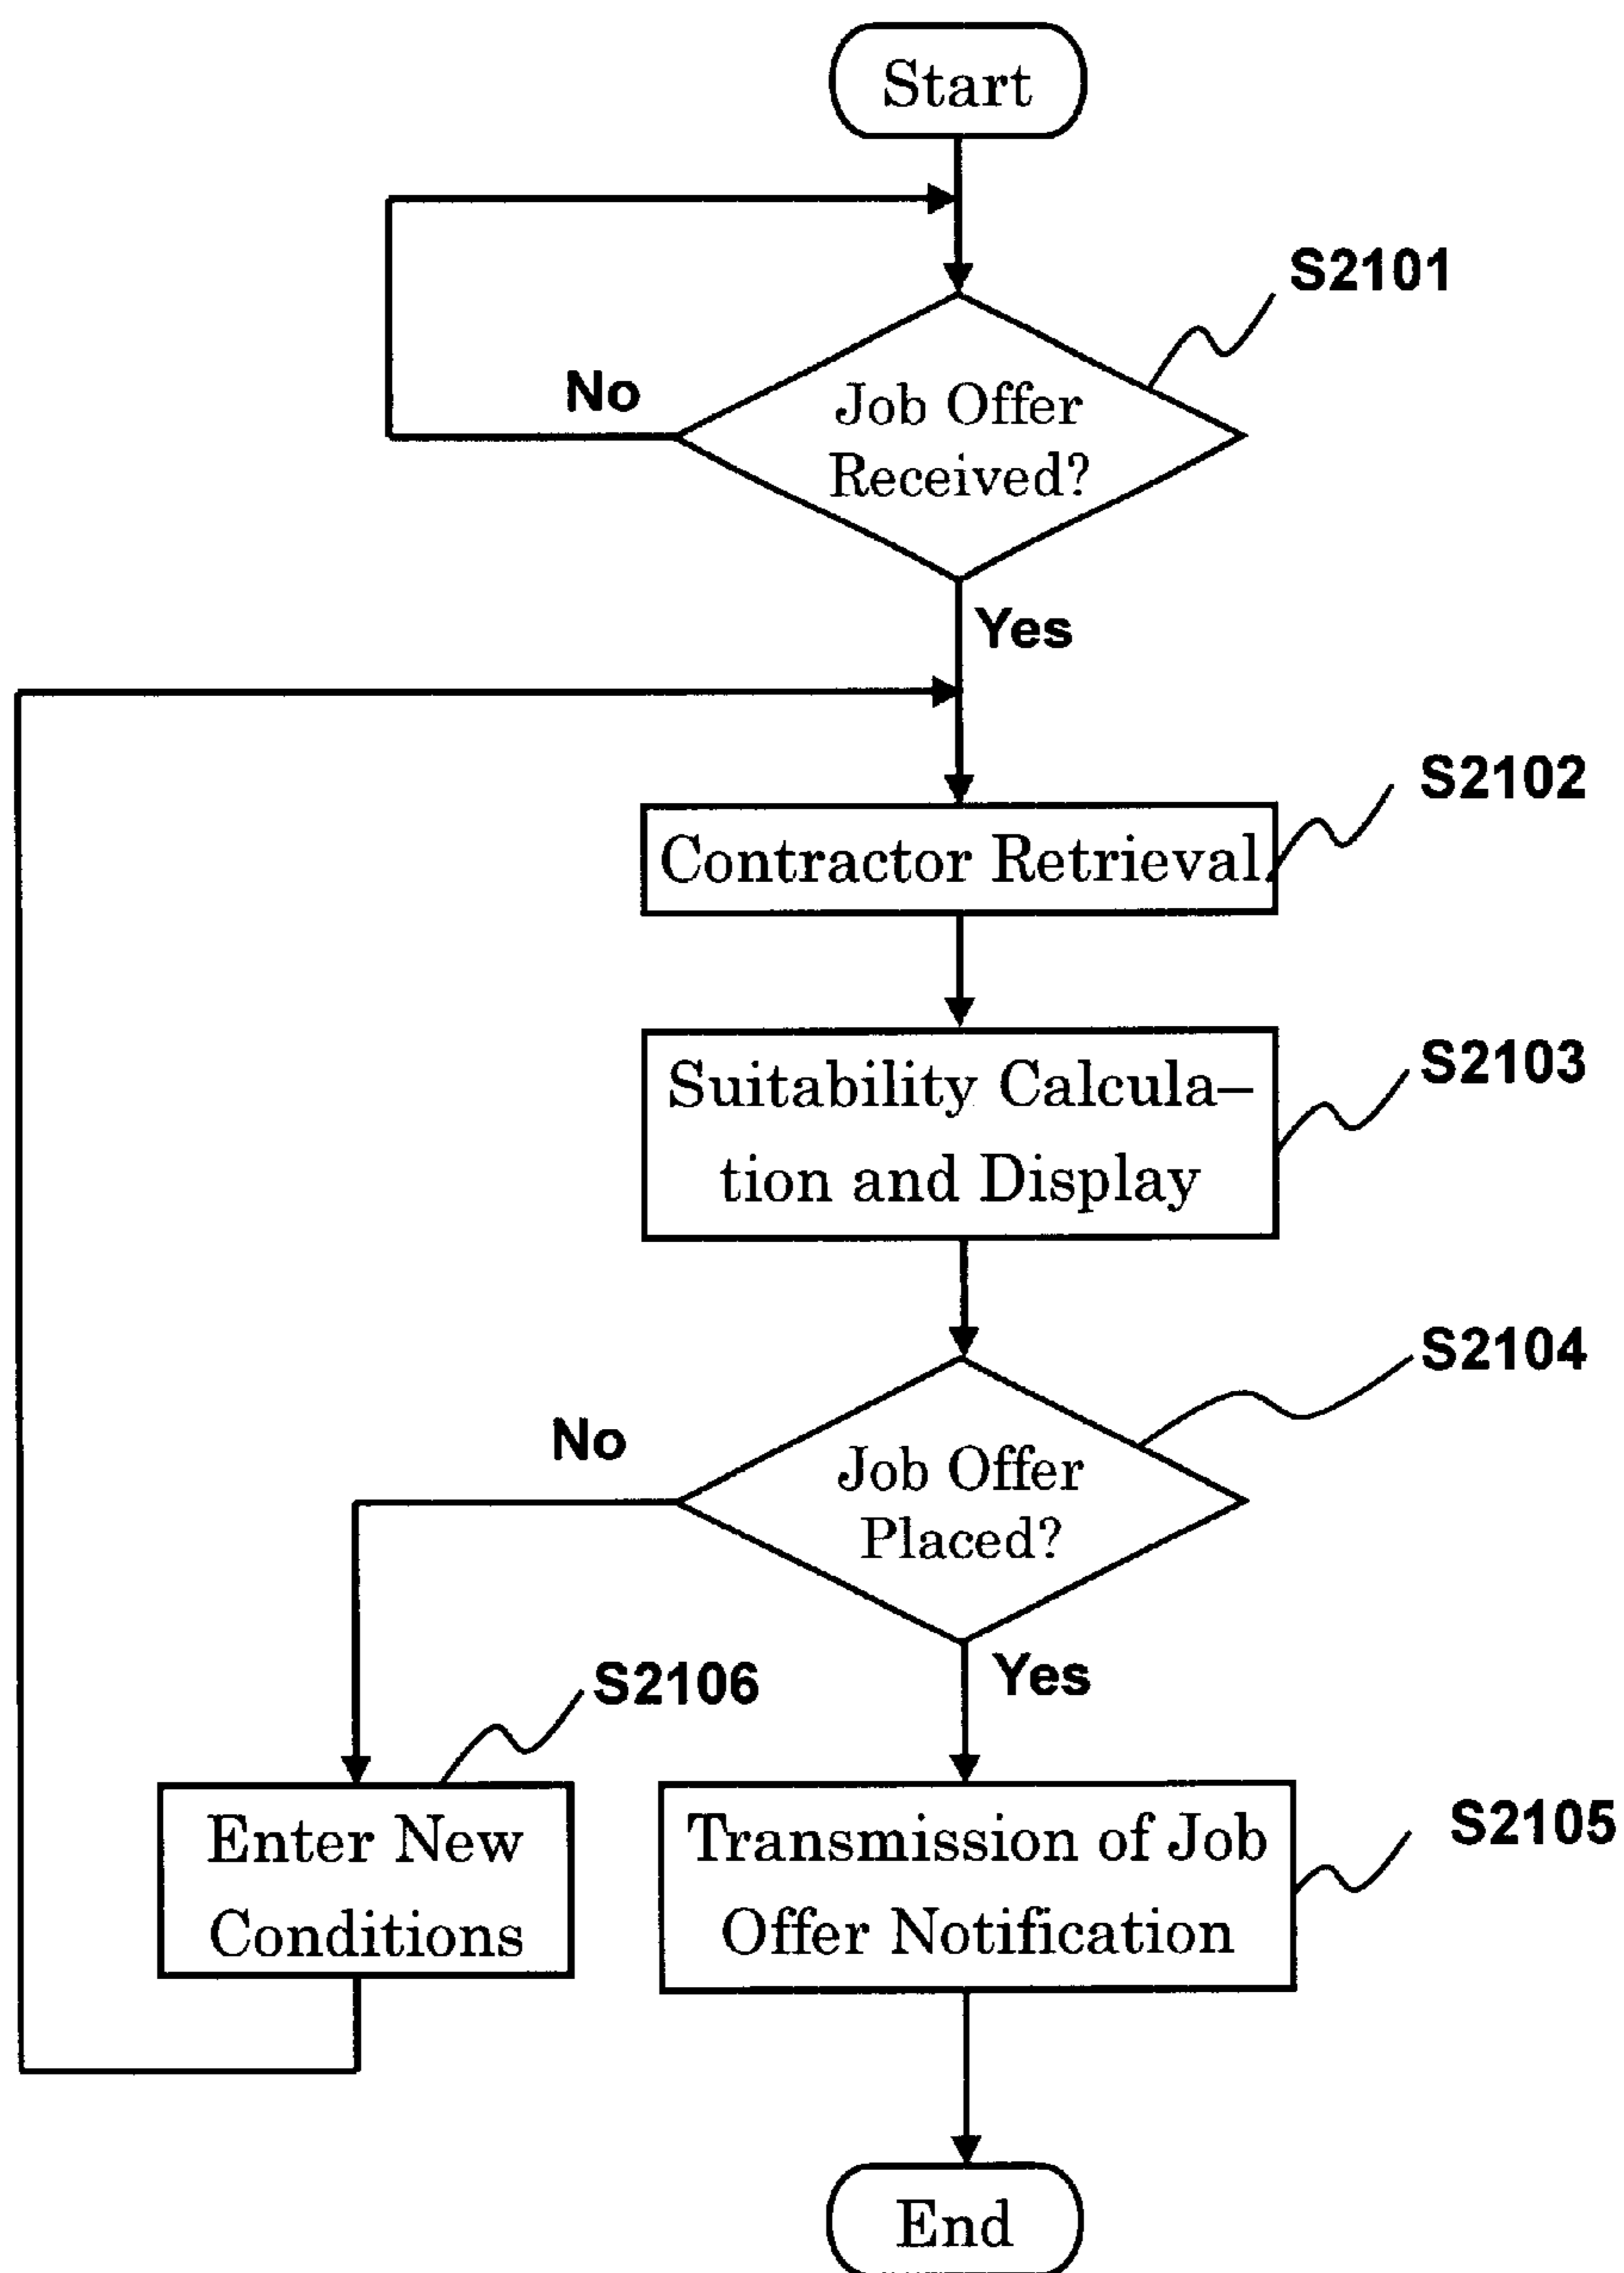 Start
S2101
No
Job Offer
Received?
Yes
S2102
Contractor Retrieval
S2103
Suitability Calcula–
tion and Display
S2104
No
Job Offer
Placed?
Yes
S2106
Enter New
Conditions
S2105
Transmission of Job
Offer Notification
End